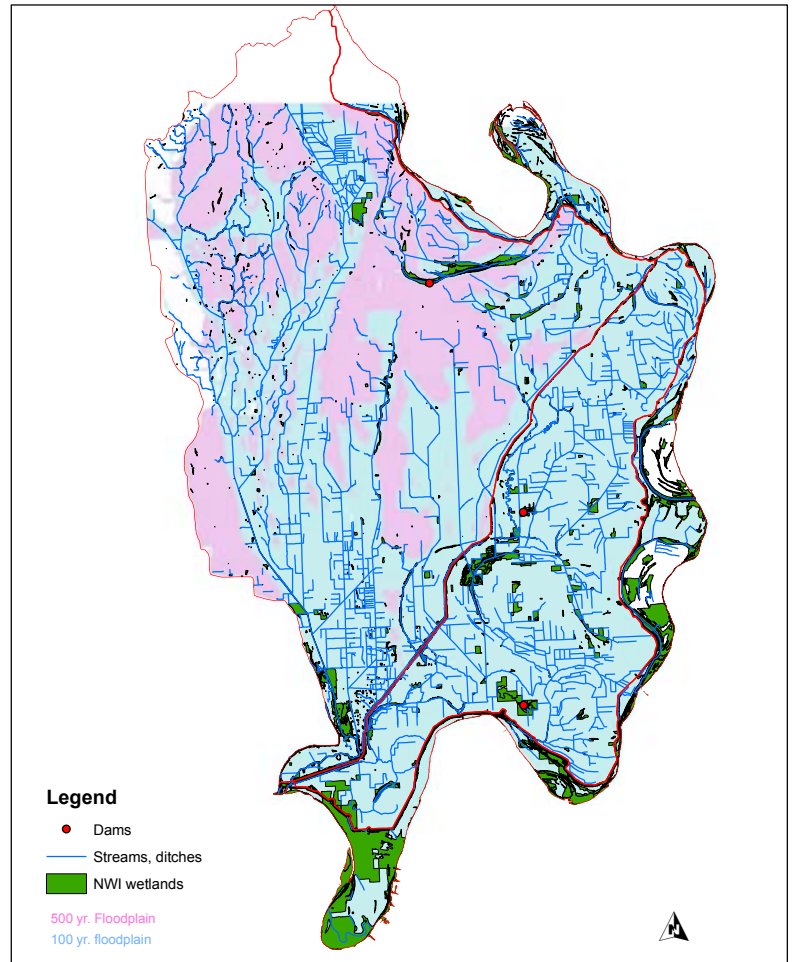 Legend
Dams
Streams, ditches
NWI wetlands
500 yr. Floodplain
100 yr. floodplain
N